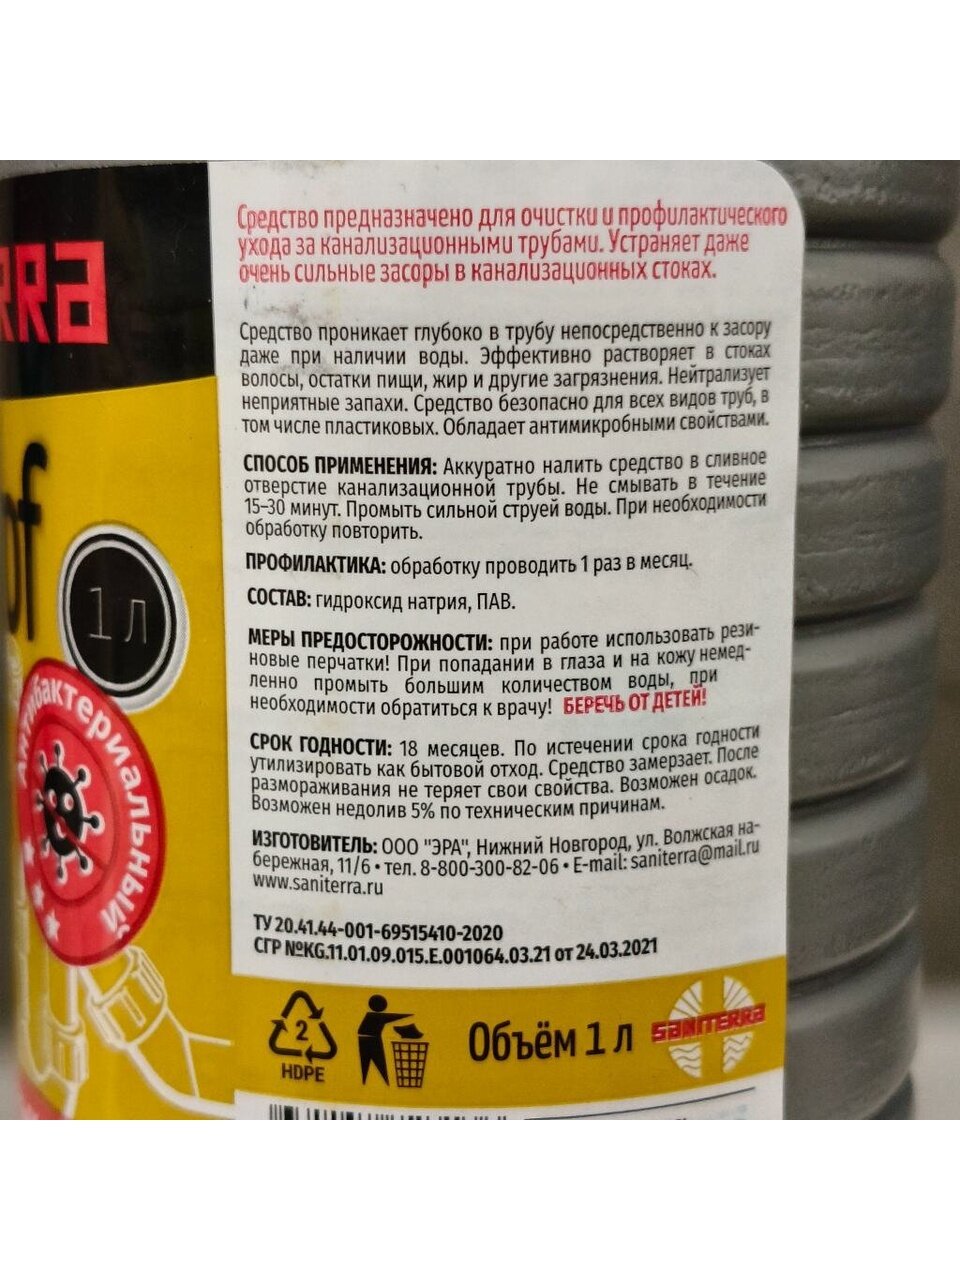 Средство предназначено для очистки и профилактического
ухода за канализационными трубами. Устраняет даже
очень сильные засоры в канализационных стоках.
Средство проникает глубоко в трубу непосредственно к засору
даже при наличии воды. Эффективно растворяет в стоках
волосы, остатки пищи, жир и другие загрязнения. Нейтрализует
неприятные запахи. Средство безопасно для всех видов труб, в
том числе пластиковых. Обладает антимикробными свойствами.
СПОСОБ ПРИМЕНЕНИЯ: Аккуратно налить средство в сливное
отверстие канализационной трубы. Не смывать в течение
15–30 минут. Промыть сильной струей воды. При необходимости
обработку повторить.
ПРОФИЛАКТИКА: обработку проводить 1 раз в месяц.
СОСТАВ: гидроксид натрия, ПАВ.
МЕРЫ ПРЕДОСТОРОЖНОСТИ: при работе использовать рези-
новые перчатки! При попадании в глаза и на кожу немед-
ленно промыть большим количеством воды, при
необходимости обратиться к врачу! БЕРЕЧЬ ОТ ДЕТЕЙ!
СРОК ГОДНОСТИ: 18 месяцев. По истечении срока годности
утилизировать как бытовой отход. Средство замерзает. После
размораживания не теряет свои свойства. Возможен осадок.
Возможен недолив 5% по техническим причинам.
ИЗГОТОВИТЕЛЬ: ООО "ЭРА", Нижний Новгород, ул. Волжская на-
бережная, 11/6 • тел. 8-800-300-82-06 • E-mail: saniterra@mail.ru
www.saniterra.ru
ТУ 20.41.44-001-69515410-2020
СГР №KG.11.01.09.015.E.001064.03.21 от 24.03.2021
2
HDPE
Объём 1 л
SANITERRA
RRA
of
1 л
Антибактериальный